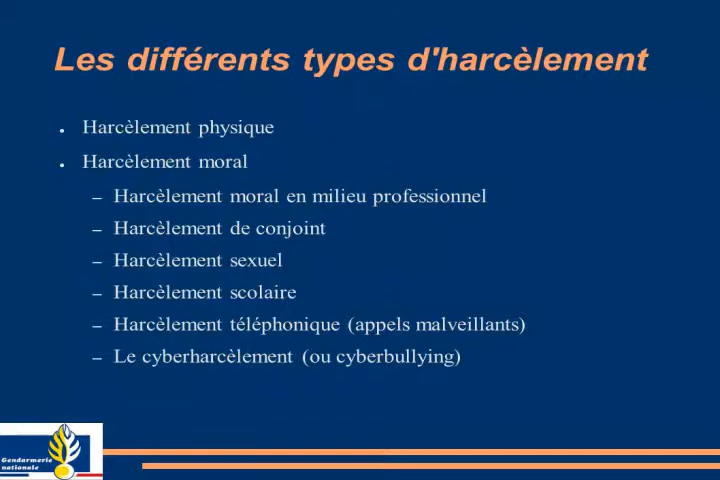 Les différents types d'harcèlement
● Harcèlement physique
● Harcèlement moral
– Harcèlement moral en milieu professionnel
– Harcèlement de conjoint
– Harcèlement sexuel
– Harcèlement scolaire
– Harcèlement téléphonique (appels malveillants)
– Le cyberharcèlement (ou cyberbullying)
Gendarmerie
nationale